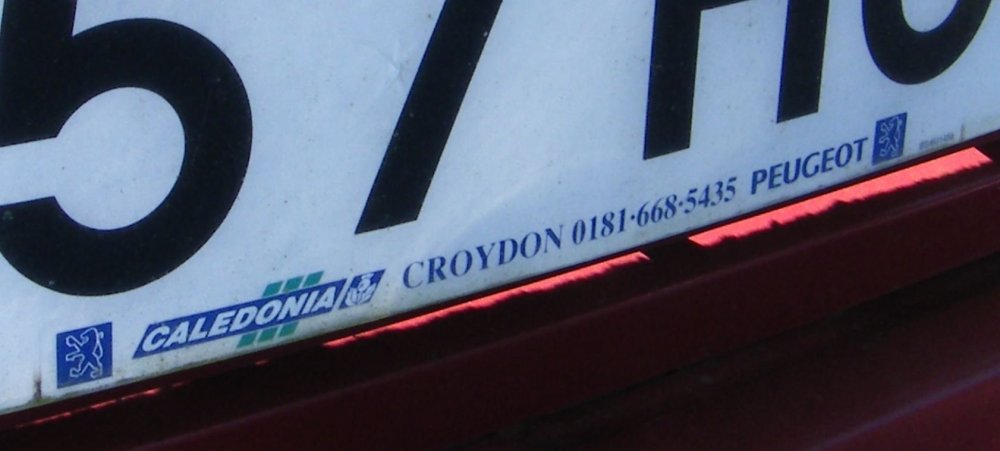 57 H
CALEDONIA CROYDON 0181·668·5435 PEUGEOT